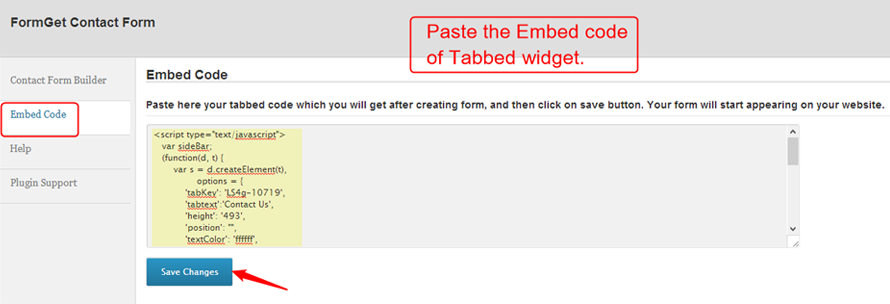 FormGet Contact Form
Paste the Embed code
of Tabbed widget.
Contact Form Builder
Embed Code
Help
Plugin Support
Embed Code
Paste here your tabbed code which you will get after creating form, and then click on save button. Your form will start appearing on your website.
<script type="text/javascript">
var sideBar;
(function(d, t) {
var s = d.createElement(t),
options = {
'tabKey': 'LS4g-10719',
'tabtext':'Contact Us',
'height': '493',
'position': '',
'textColor': 'ffffff',
Save Changes